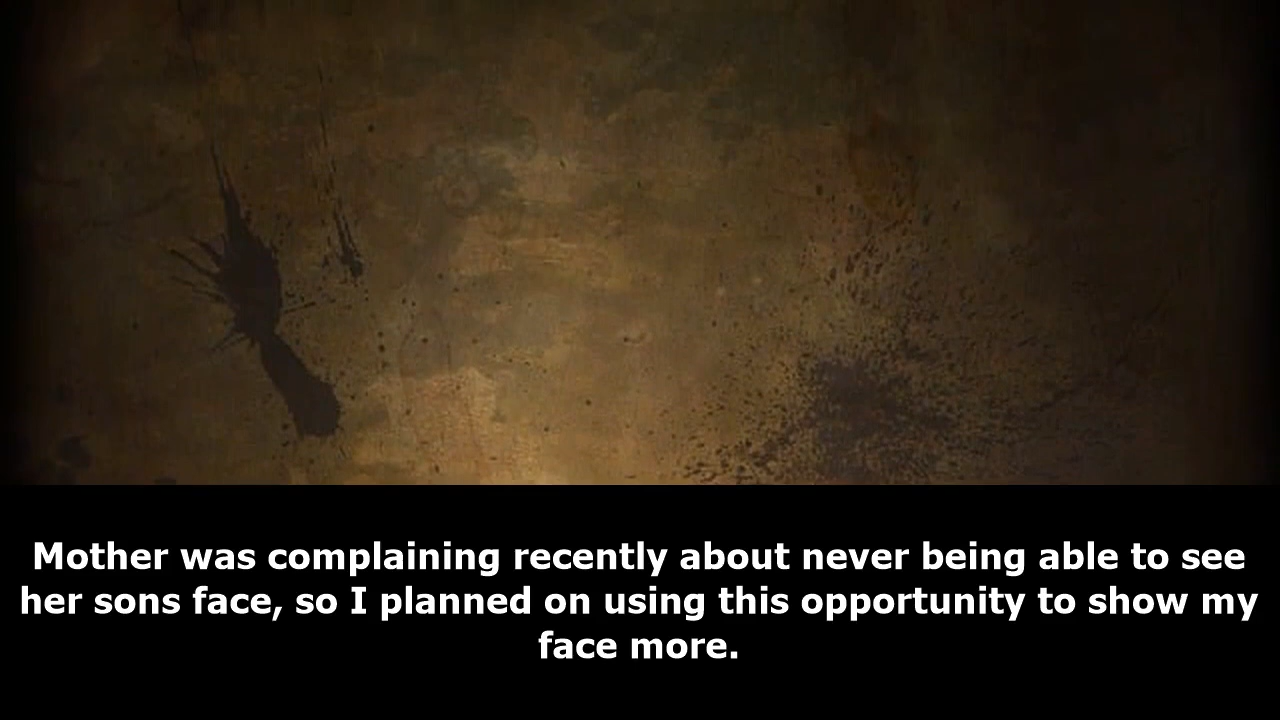 Mother was complaining recently about never being able to see
her sons face, so I planned on using this opportunity to show my
face more.